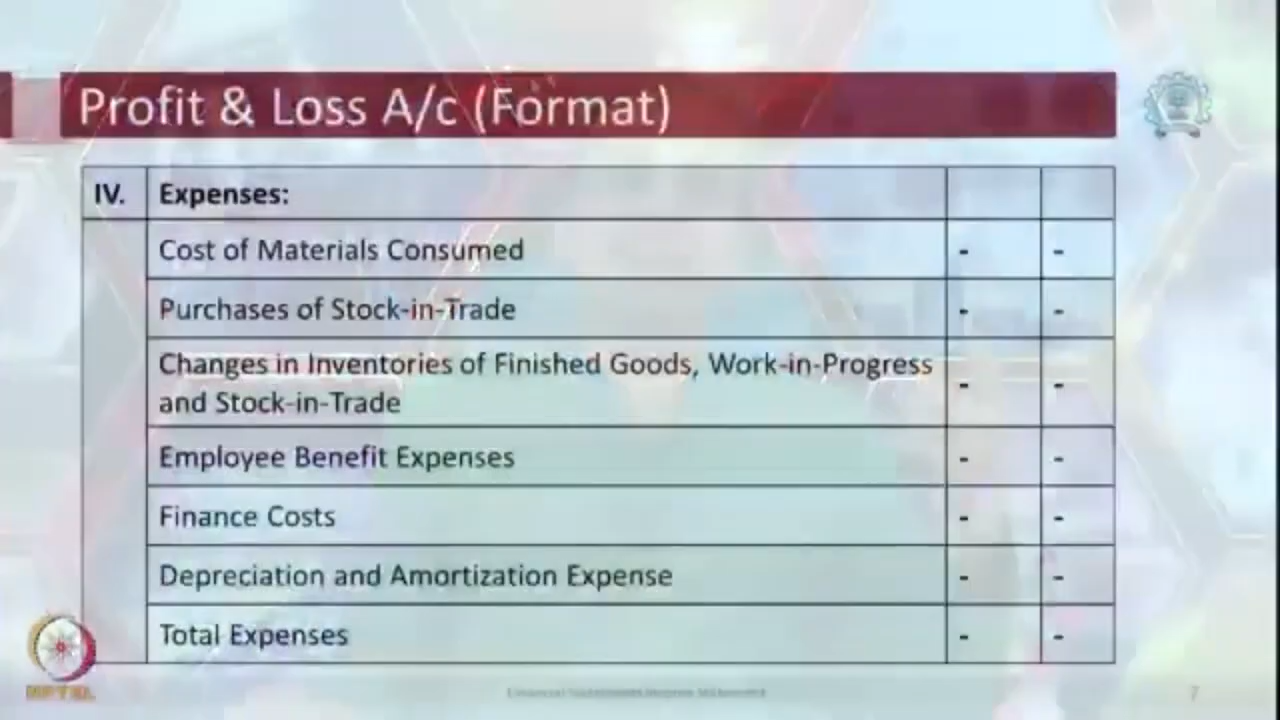 Profit & Loss A/c (Format)
IV. Expenses:
Cost of Materials Consumed - -
Purchases of Stock-in-Trade - -
Changes in Inventories of Finished Goods, Work-in-Progress
and Stock-in-Trade - -
Employee Benefit Expenses - -
Finance Costs - -
Depreciation and Amortization Expense - -
Total Expenses - -
NPTEL
7